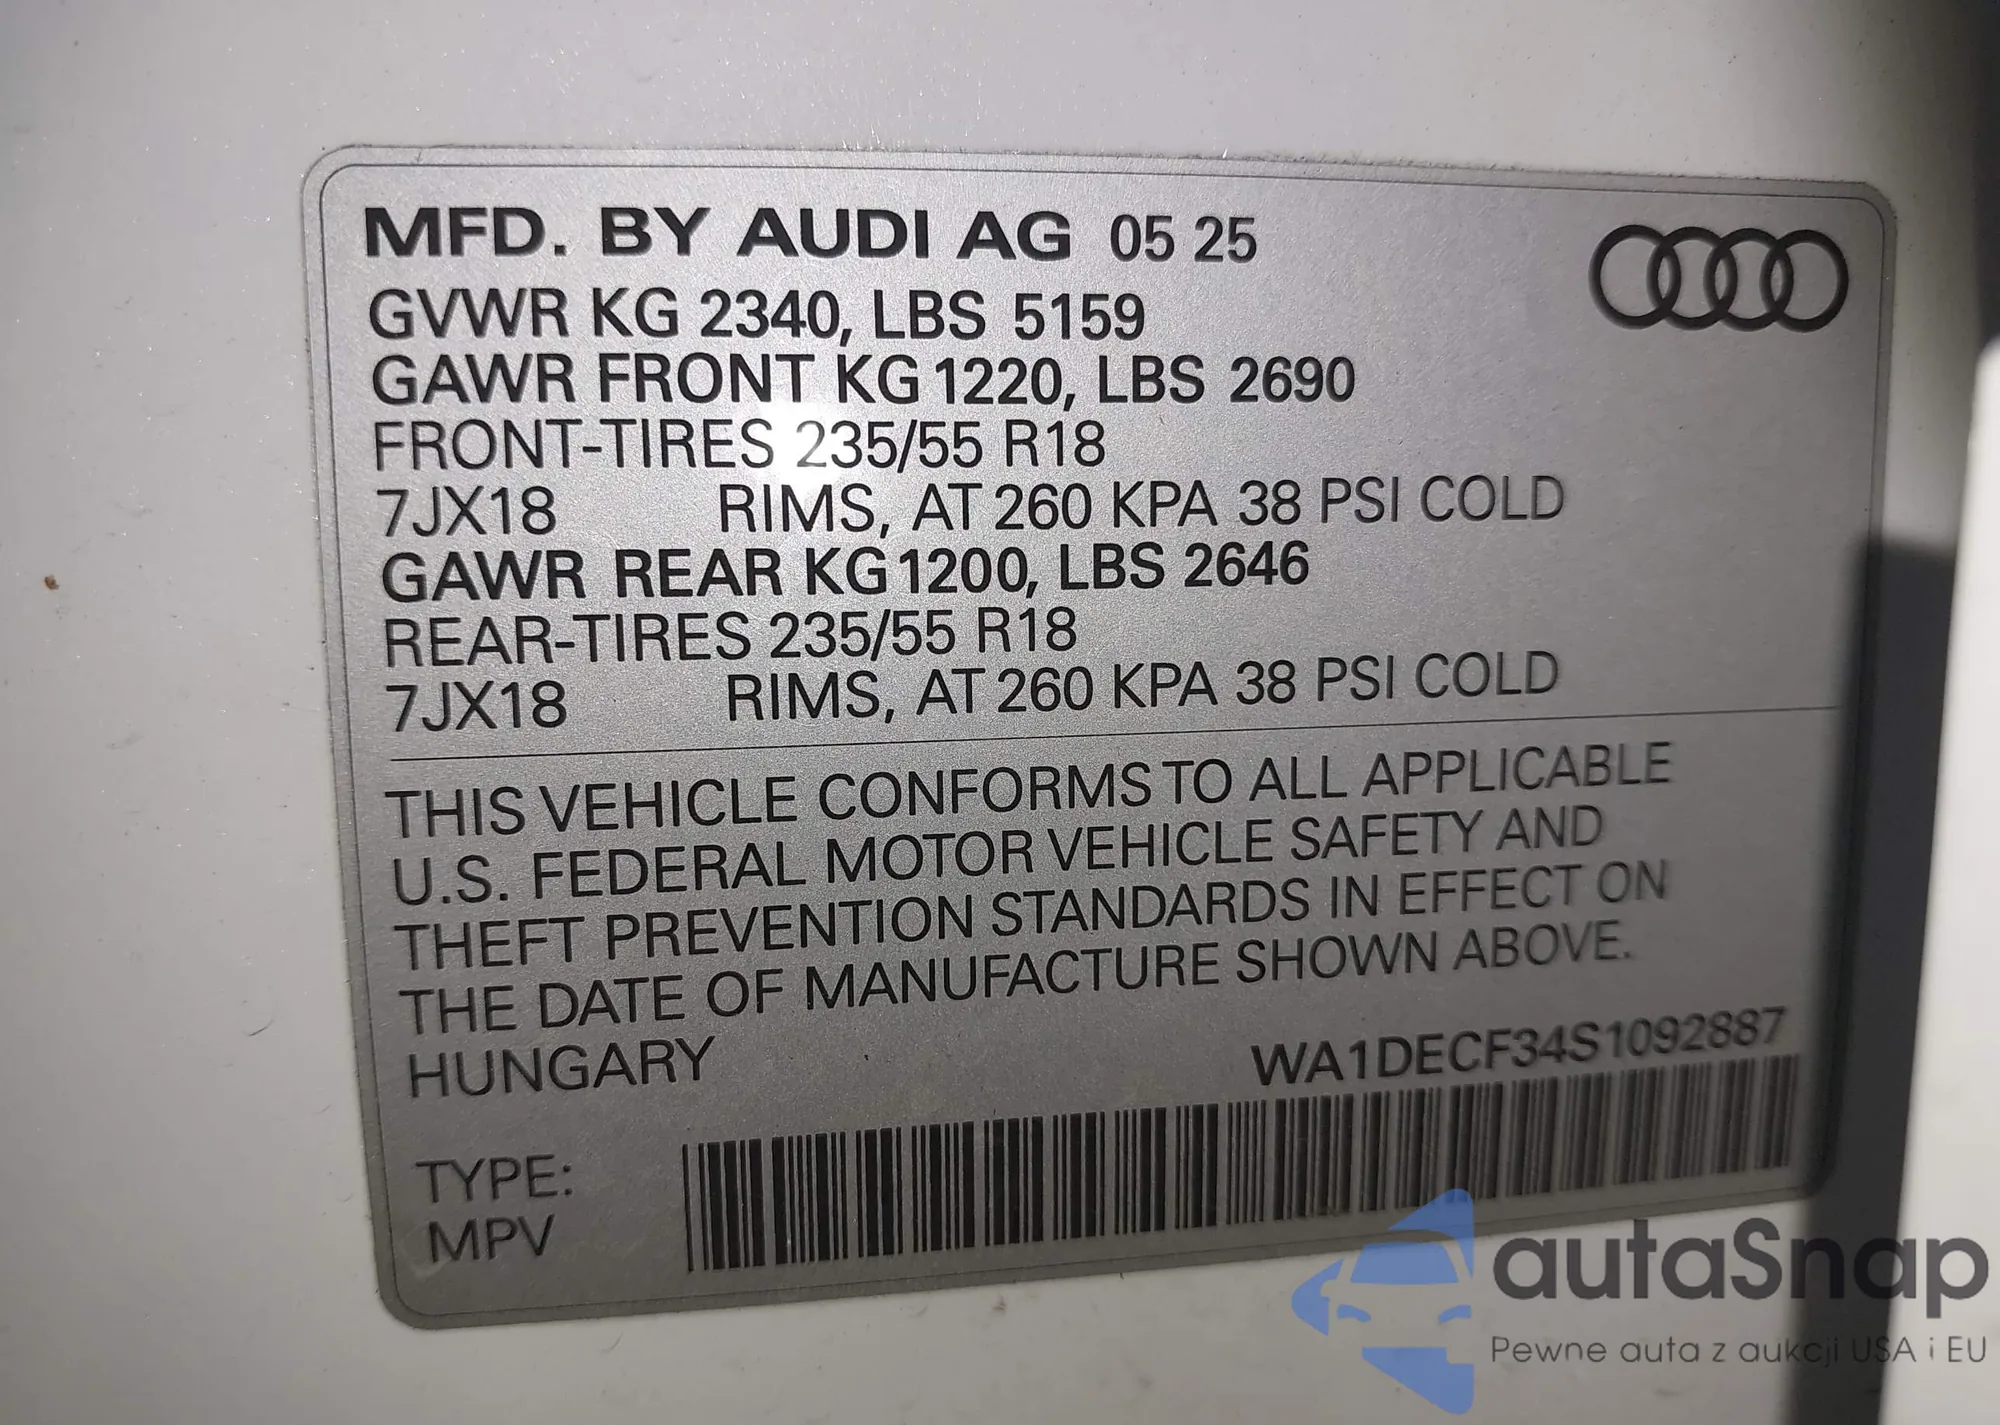 MFD. BY AUDI AG 05 25
GVWR KG 2340, LBS 5159
GAWR FRONT KG 1220, LBS 2690
FRONT-TIRES 235/55 R18
7JX18 RIMS, AT 260 KPA 38 PSI COLD
GAWR REAR KG 1200, LBS 2646
REAR-TIRES 235/55 R18
7JX18 RIMS, AT 260 KPA 38 PSI COLD
THIS VEHICLE CONFORMS TO ALL APPLICABLE
U.S. FEDERAL MOTOR VEHICLE SAFETY AND
THEFT PREVENTION STANDARDS IN EFFECT ON
THE DATE OF MANUFACTURE SHOWN ABOVE.
HUNGARY WA1DECF34S1092887
TYPE:
MPV
autaSnap
Pewne auta z aukcji USA i EU